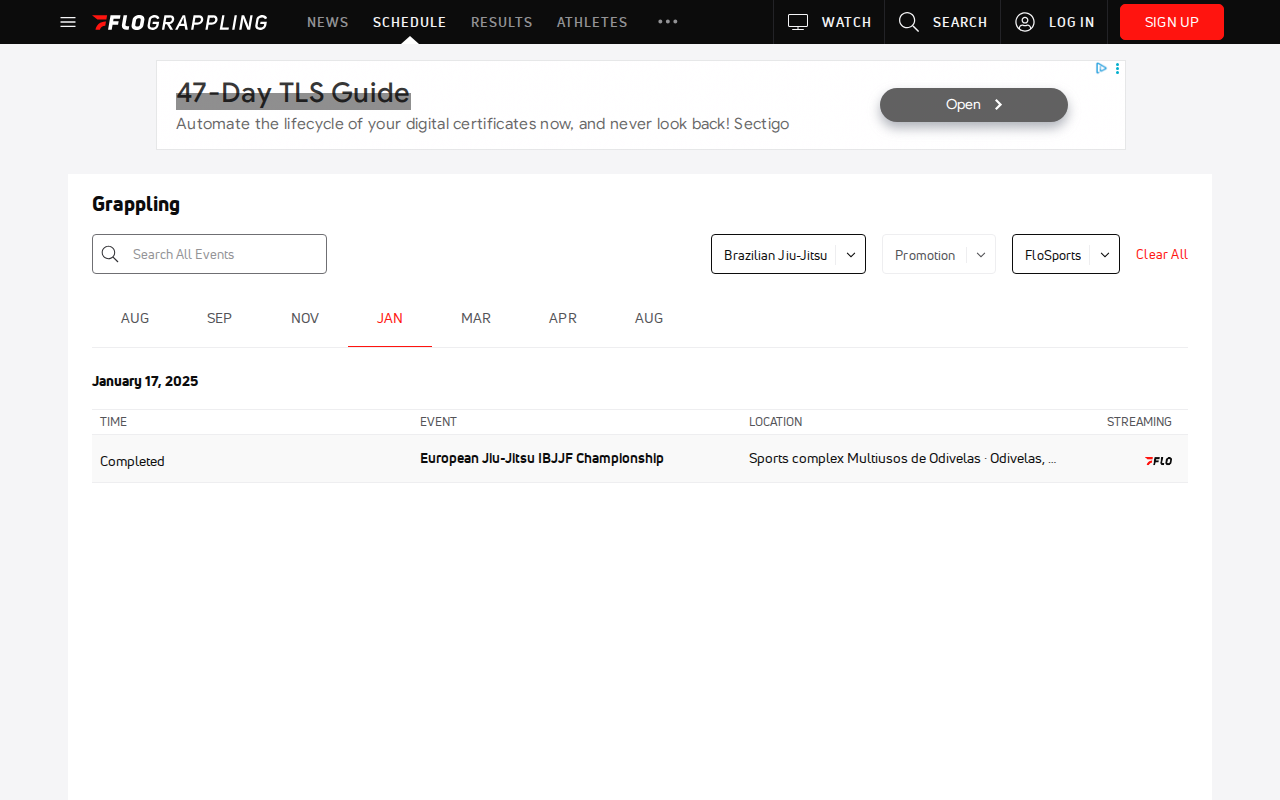 FLOGRAPPLING NEWS SCHEDULE RESULTS ATHLETES WATCH SEARCH LOG IN SIGN UP
47-Day TLS Guide
Automate the lifecycle of your digital certificates now, and never look back! Sectigo
Open
Grappling
Search All Events
Brazilian Jiu-Jitsu Promotion FloSports Clear All
AUG SEP NOV JAN MAR APR AUG
January 17, 2025
TIME EVENT LOCATION STREAMING
Completed European Jiu-Jitsu IBJJF Championship Sports complex Multiusos de Odivelas · Odivelas, ... FLO